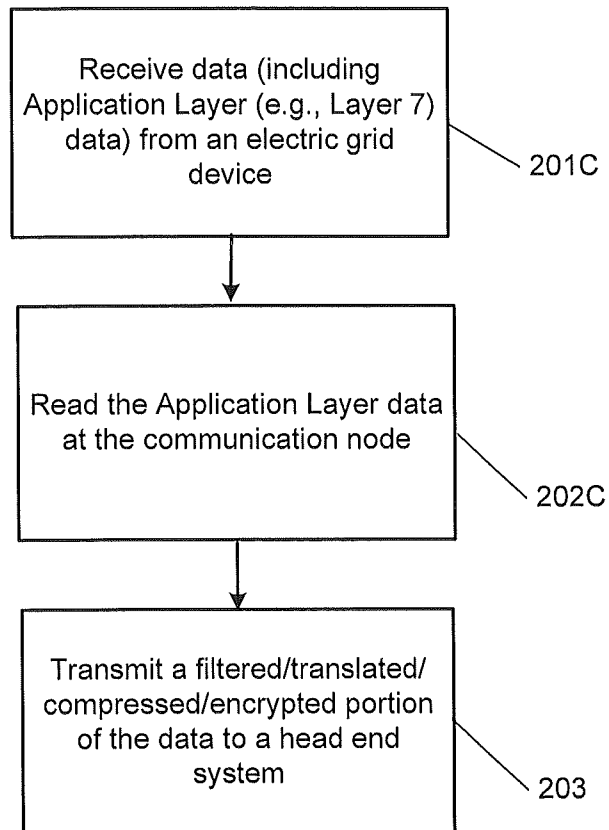 Receive data (including
Application Layer (e.g., Layer 7)
data) from an electric grid
device
201C
Read the Application Layer data
at the communication node
202C
Transmit a filtered/translated/
compressed/encrypted portion
of the data to a head end
system
203